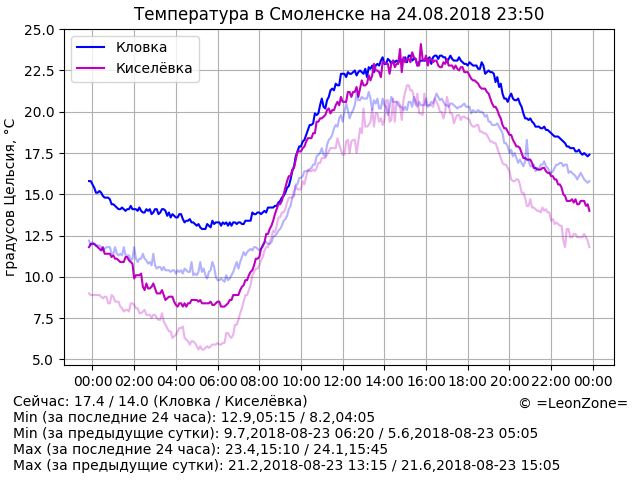 Температура в Смоленске на 24.08.2018 23:50
25.0
22.5
20.0
17.5
15.0
12.5
10.0
7.5
5.0
градусов Цельсия, °C
Кловка
Киселёвка
00:00 02:00 04:00 06:00 08:00 10:00 12:00 14:00 16:00 18:00 20:00 22:00 00:00
Сейчас: 17.4 / 14.0 (Кловка / Киселёвка)
© =LeonZone=
Min (за последние 24 часа): 12.9,05:15 / 8.2,04:05
Min (за предыдущие сутки): 9.7,2018-08-23 06:20 / 5.6,2018-08-23 05:05
Max (за последние 24 часа): 23.4,15:10 / 24.1,15:45
Max (за предыдущие сутки): 21.2,2018-08-23 13:15 / 21.6,2018-08-23 15:05